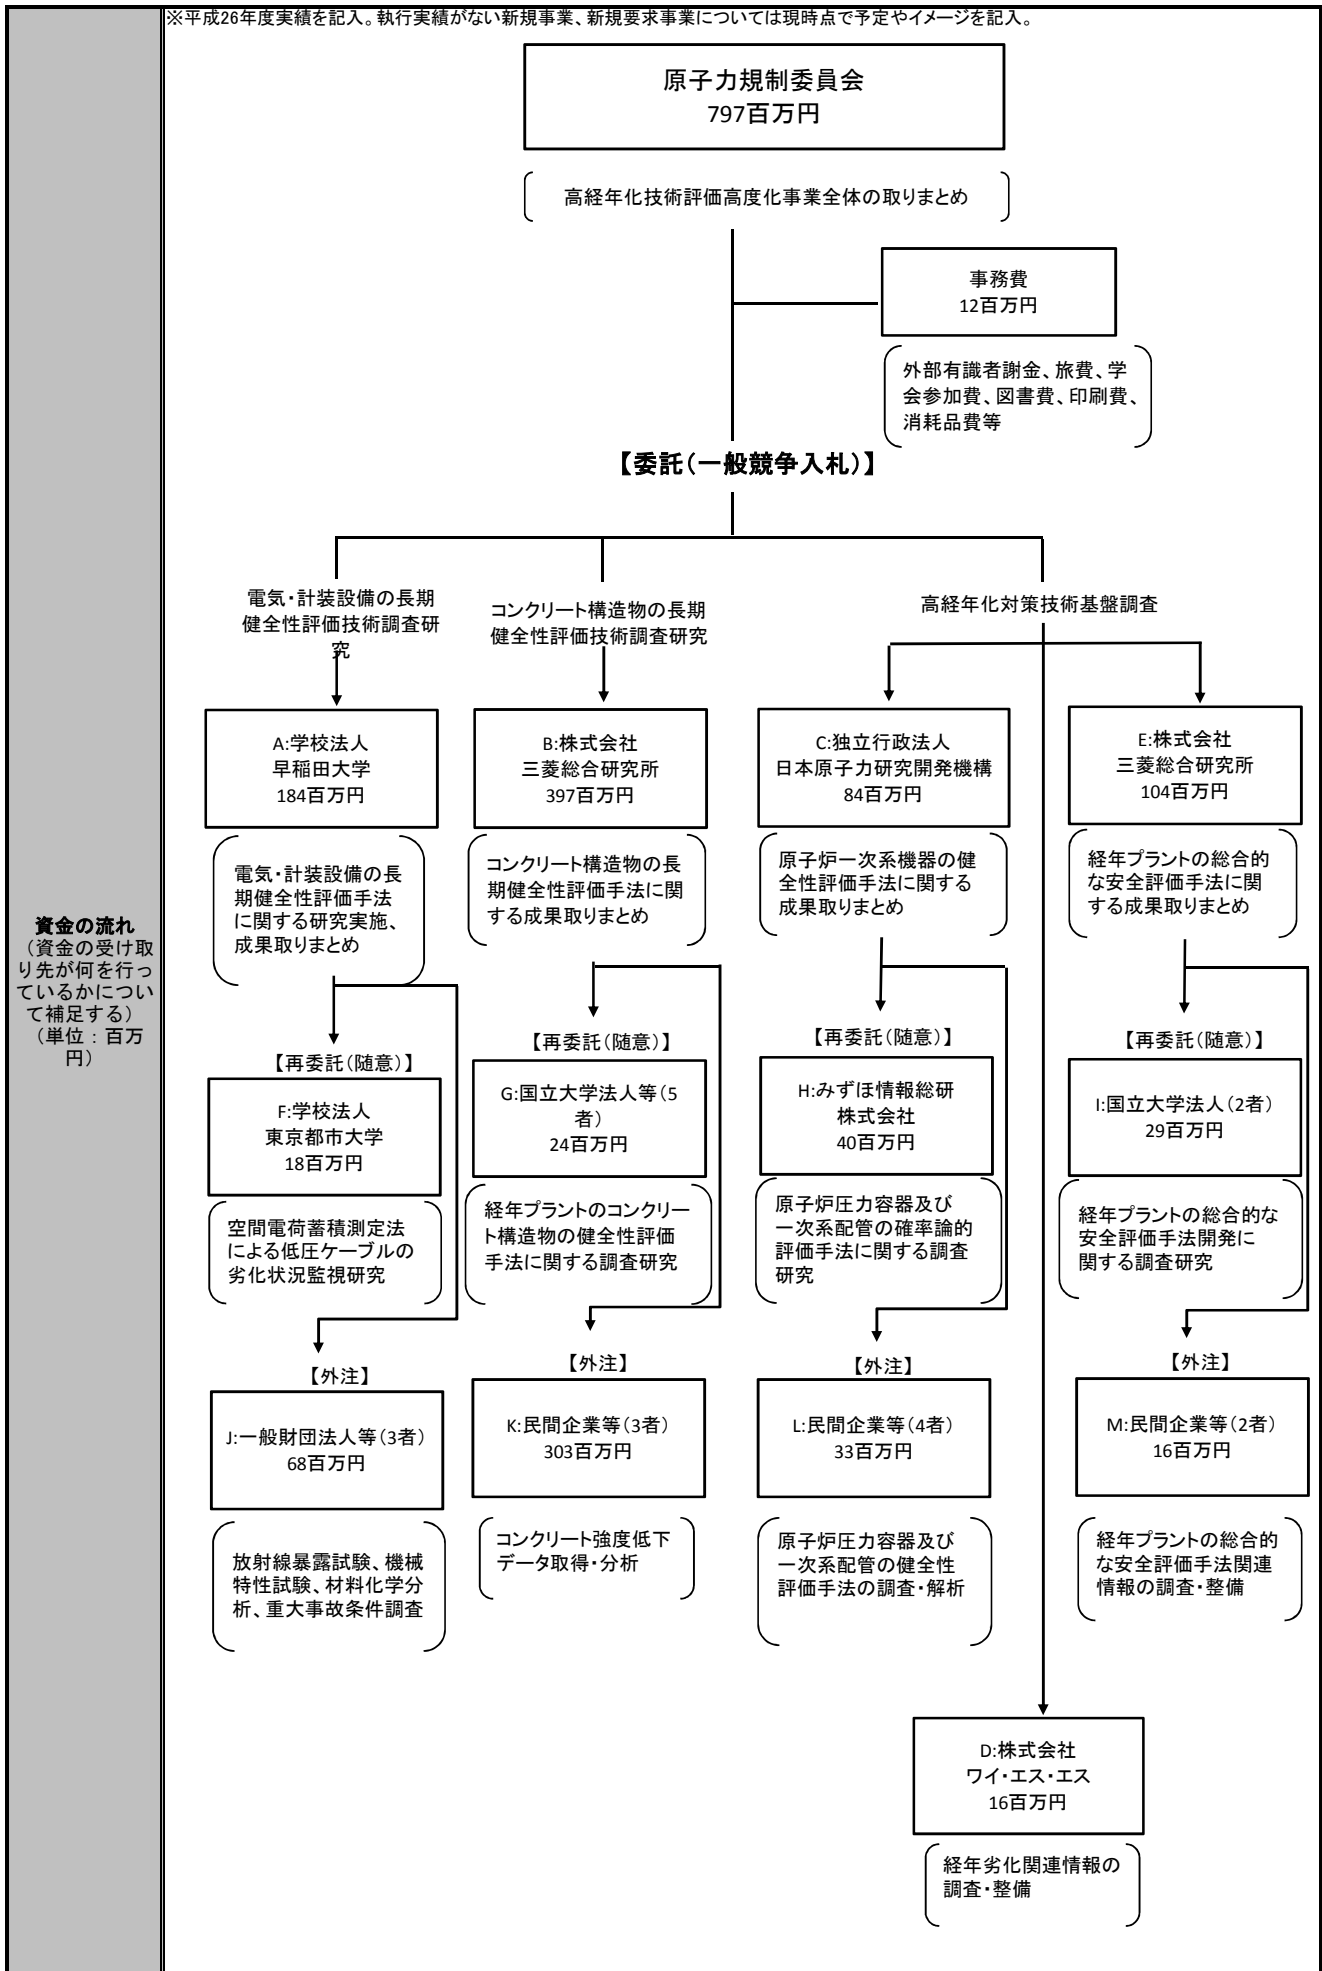 ※平成26年度実績を記入。執行実績がない新規事業、新規要求事業については現時点で予定やイメージを記入。
原子力規制委員会
797百万円
高経年化技術評価高度化事業全体の取りまとめ
事務費
12百万円
外部有識者謝金、旅費、学
会参加費、図書費、印刷費、
消耗品費等
【委託(一般競争入札)】
電気・計装設備の長期
健全性評価技術調査研
究
コンクリート構造物の長期
健全性評価技術調査研究
高経年化対策技術基盤調査
A:学校法人
早稲田大学
184百万円
B:株式会社
三菱総合研究所
397百万円
C:独立行政法人
日本原子力研究開発機構
84百万円
E:株式会社
三菱総合研究所
104百万円
電気・計装設備の長
期健全性評価手法
に関する研究実施、
成果取りまとめ
コンクリート構造物の長
期健全性評価手法に関
する成果取りまとめ
原子炉一次系機器の健
全性評価手法に関する
成果取りまとめ
経年プラントの総合的
な安全評価手法に関
する成果取りまとめ
資金の流れ
(資金の受け取
り先が何を行っ
ているかについ
て補足する)
(単位:百万
円)
【再委託(随意)】
【再委託(随意)】
【再委託(随意)】
【再委託(随意)】
F:学校法人
東京都市大学
18百万円
G:国立大学法人等(5
者)
24百万円
H:みずほ情報総研
株式会社
40百万円
I:国立大学法人(2者)
29百万円
空間電荷蓄積測定法
による低圧ケーブルの
劣化状況監視研究
経年プラントのコンクリー
ト構造物の健全性評価
手法に関する調査研究
原子炉圧力容器及び
一次系配管の確率論的
評価手法に関する調査
研究
経年プラントの総合的な
安全評価手法開発に
関する調査研究
【外注】
【外注】
【外注】
【外注】
J:一般財団法人等(3者)
68百万円
K:民間企業等(3者)
303百万円
L:民間企業等(4者)
33百万円
M:民間企業等(2者)
16百万円
放射線暴露試験、機械
特性試験、材料化学分
析、重大事故条件調査
コンクリート強度低下
データ取得・分析
原子炉圧力容器及び
一次系配管の健全性
評価手法の調査・解析
経年プラントの総合的
な安全評価手法関連
情報の調査・整備
D:株式会社
ワイ・エス・エス
16百万円
経年劣化関連情報の
調査・整備